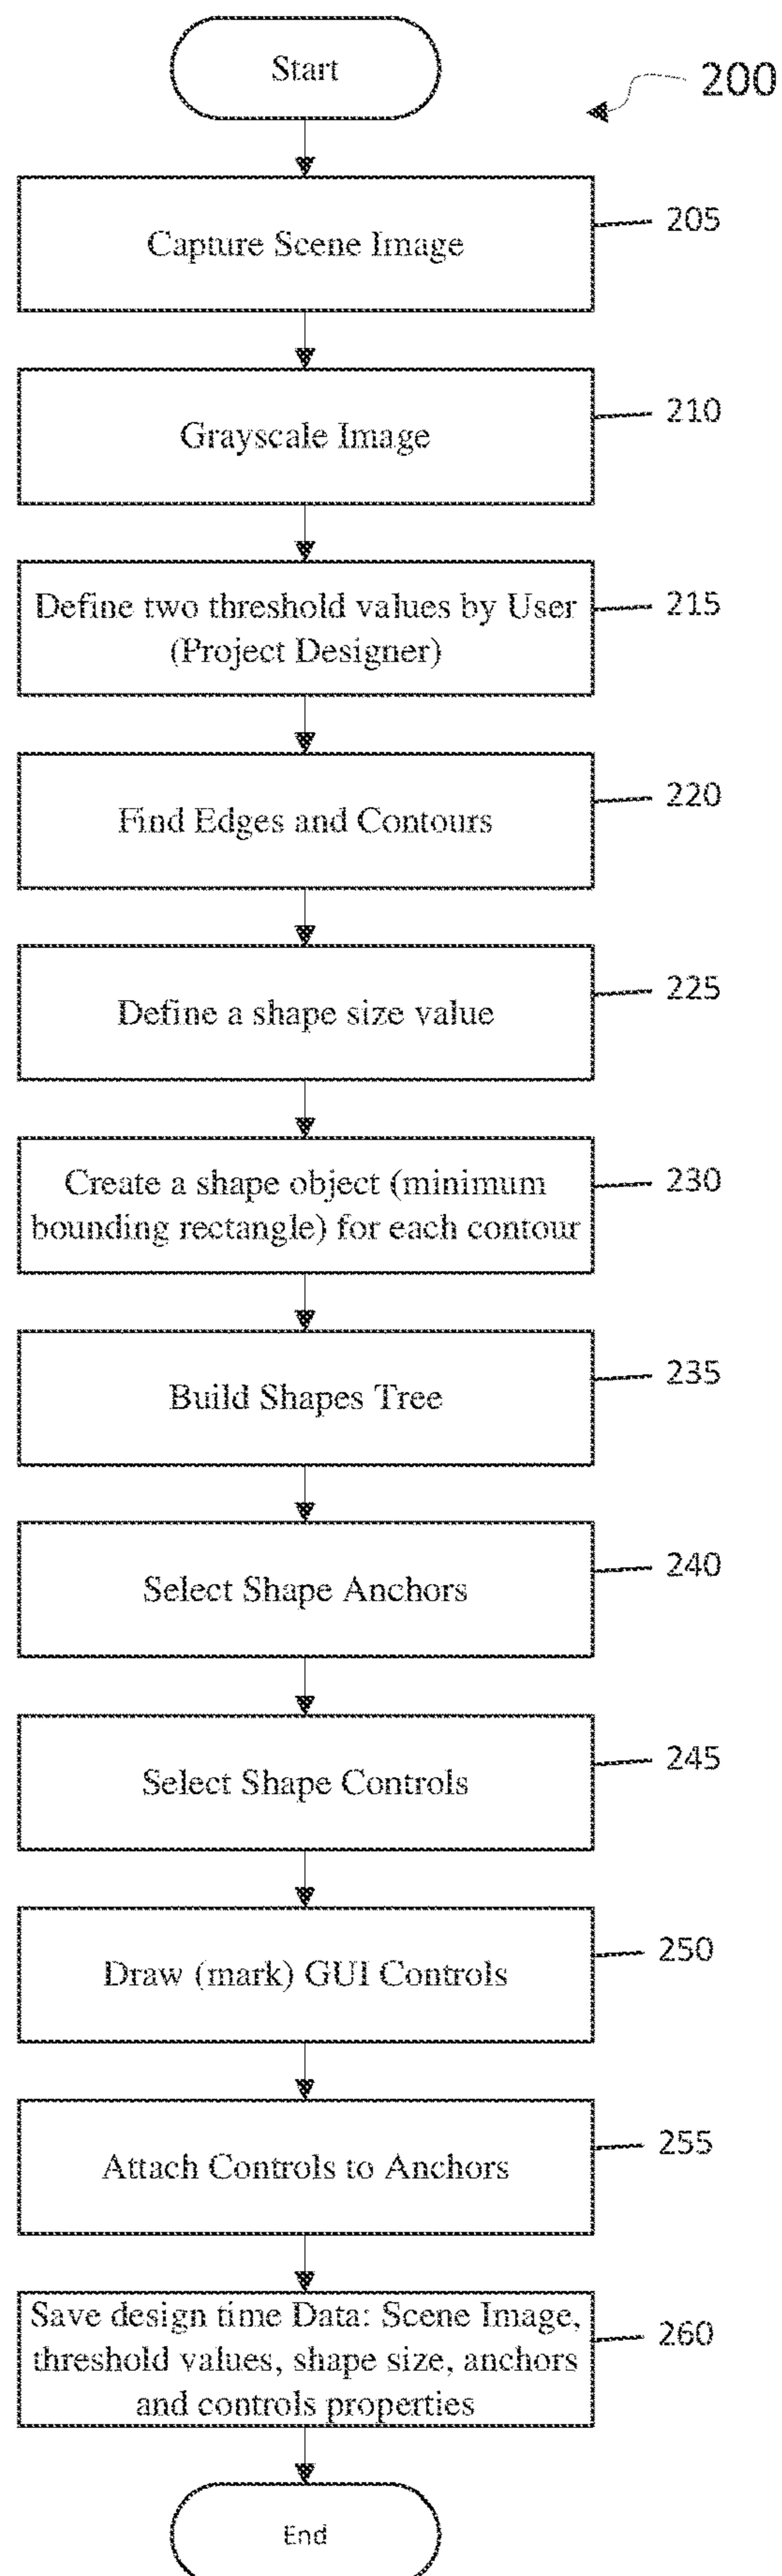 Start
200
Capture Scene Image
205
Grayscale Image
210
Define two threshold values by User
(Project Designer)
215
Find Edges and Contours
220
Define a shape size value
225
Create a shape object (minimum
bounding rectangle) for each contour
230
Build Shapes Tree
235
Select Shape Anchors
240
Select Shape Controls
245
Draw (mark) GUI Controls
250
Attach Controls to Anchors
255
Save design time Data: Scene Image,
threshold values, shape size, anchors
and controls properties
260
End